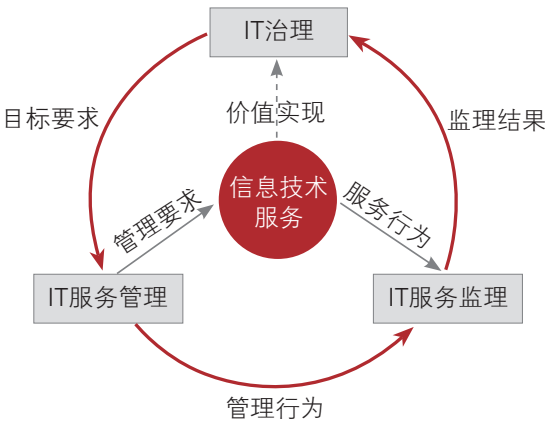 IT治理
目标要求
价值实现
监理结果
信息技术
服务
管理要求
服务行为
IT服务管理
IT服务监理
管理行为